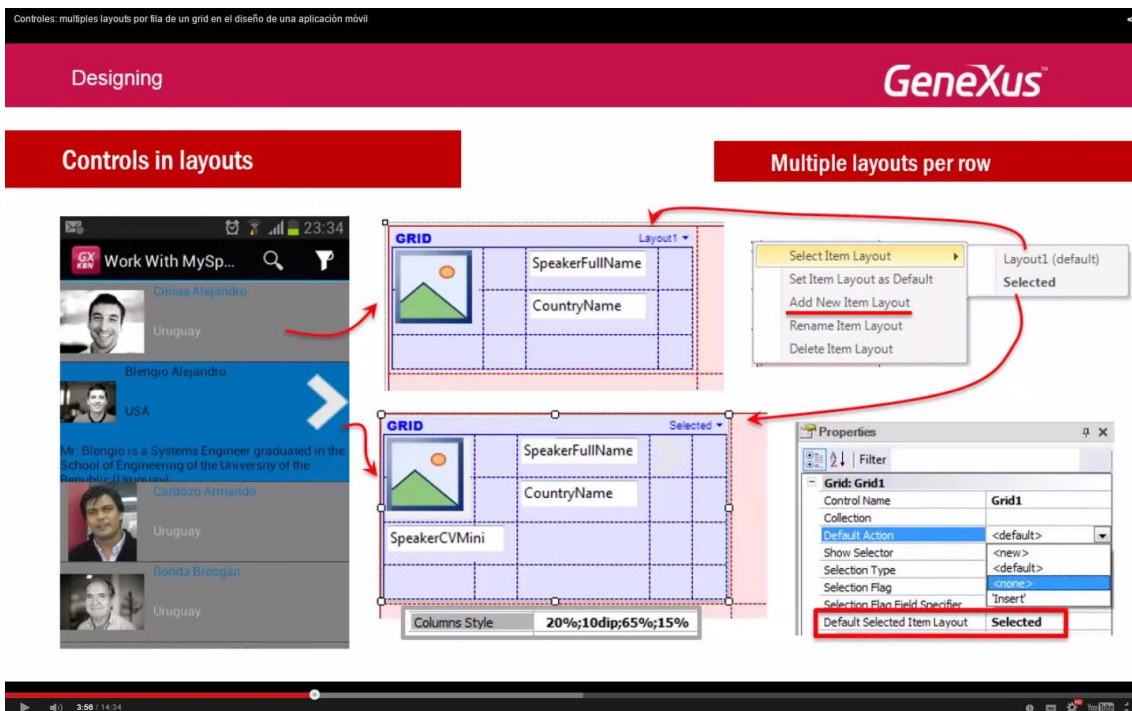 Controles: multiples layouts por fila de un grid en el diseño de una aplicación móvil
Designing
GeneXus™
Controls in layouts
Multiple layouts per row
23:34
GX
KBN
Work With MySp...
Cimas Alejandro
Uruguay
Blengio Alejandro
USA
Mr. Blengio is a Systems Engineer graduated in the
School of Engineering of the University of the
Republic (Uruguay)
Cardozo Armando
Uruguay
Gonda Brengan
Uruguay
GRID
Layout1
SpeakerFullName
CountryName
GRID
Selected
SpeakerFullName
CountryName
SpeakerCVMini
Columns Style 20%;10dip;65%;15%
Select Item Layout
Set Item Layout as Default
Add New Item Layout
Rename Item Layout
Delete Item Layout
Layout1 (default)
Selected
Properties
Filter
Grid: Grid1
Control Name Grid1
Collection
Default Action <default>
Show Selector <new>
Selection Type <default>
Selection Flag <none>
Selection Flag Field Specifier 'Insert'
Default Selected Item Layout Selected
3:56 / 14:34
YouTube